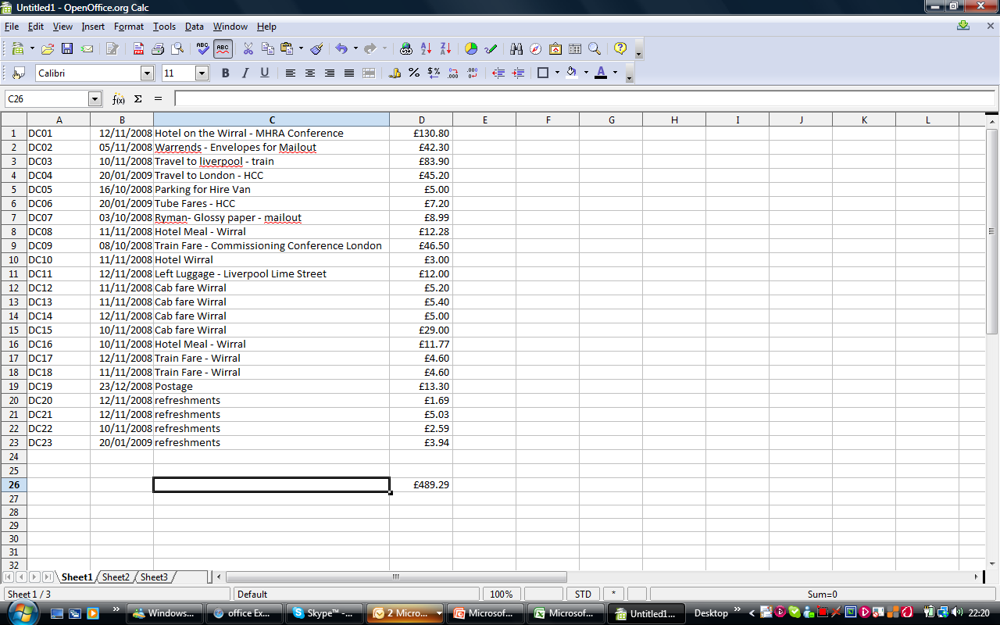 Untitled1 - OpenOffice.org Calc
File Edit View Insert Format Tools Data Window Help
Calibri 11 B I U
C26 f(x) Σ =
A B C D E F G H I J K L
1 DC01 12/11/2008 Hotel on the Wirral - MHRA Conference £130.80
2 DC02 05/11/2008 Warrends - Envelopes for Mailout £42.30
3 DC03 10/11/2008 Travel to liverpool - train £83.90
4 DC04 20/01/2009 Travel to London - HCC £45.20
5 DC05 16/10/2008 Parking for Hire Van £5.00
6 DC06 20/01/2009 Tube Fares - HCC £7.20
7 DC07 03/10/2008 Ryman- Glossy paper - mailout £8.99
8 DC08 11/11/2008 Hotel Meal - Wirral £12.28
9 DC09 08/10/2008 Train Fare - Commissioning Conference London £46.50
10 DC10 11/11/2008 Hotel Wirral £3.00
11 DC11 12/11/2008 Left Luggage - Liverpool Lime Street £12.00
12 DC12 11/11/2008 Cab fare Wirral £5.20
13 DC13 11/11/2008 Cab fare Wirral £5.40
14 DC14 12/11/2008 Cab fare Wirral £5.00
15 DC15 10/11/2008 Cab fare Wirral £29.00
16 DC16 10/11/2008 Hotel Meal - Wirral £11.77
17 DC17 12/11/2008 Train Fare - Wirral £4.60
18 DC18 11/11/2008 Train Fare - Wirral £4.60
19 DC19 23/12/2008 Postage £13.30
20 DC20 12/11/2008 refreshments £1.69
21 DC21 12/11/2008 refreshments £5.03
22 DC22 10/11/2008 refreshments £2.59
23 DC23 20/01/2009 refreshments £3.94
24
25
26 £489.29
27
28
29
30
31
32
Sheet1 Sheet2 Sheet3
Sheet 1 / 3 Default 100% STD * Sum=0
Windows... office Ex... Skype™ -... 2 Micro... Microsof... Microsof... Untitled1... Desktop 22:20